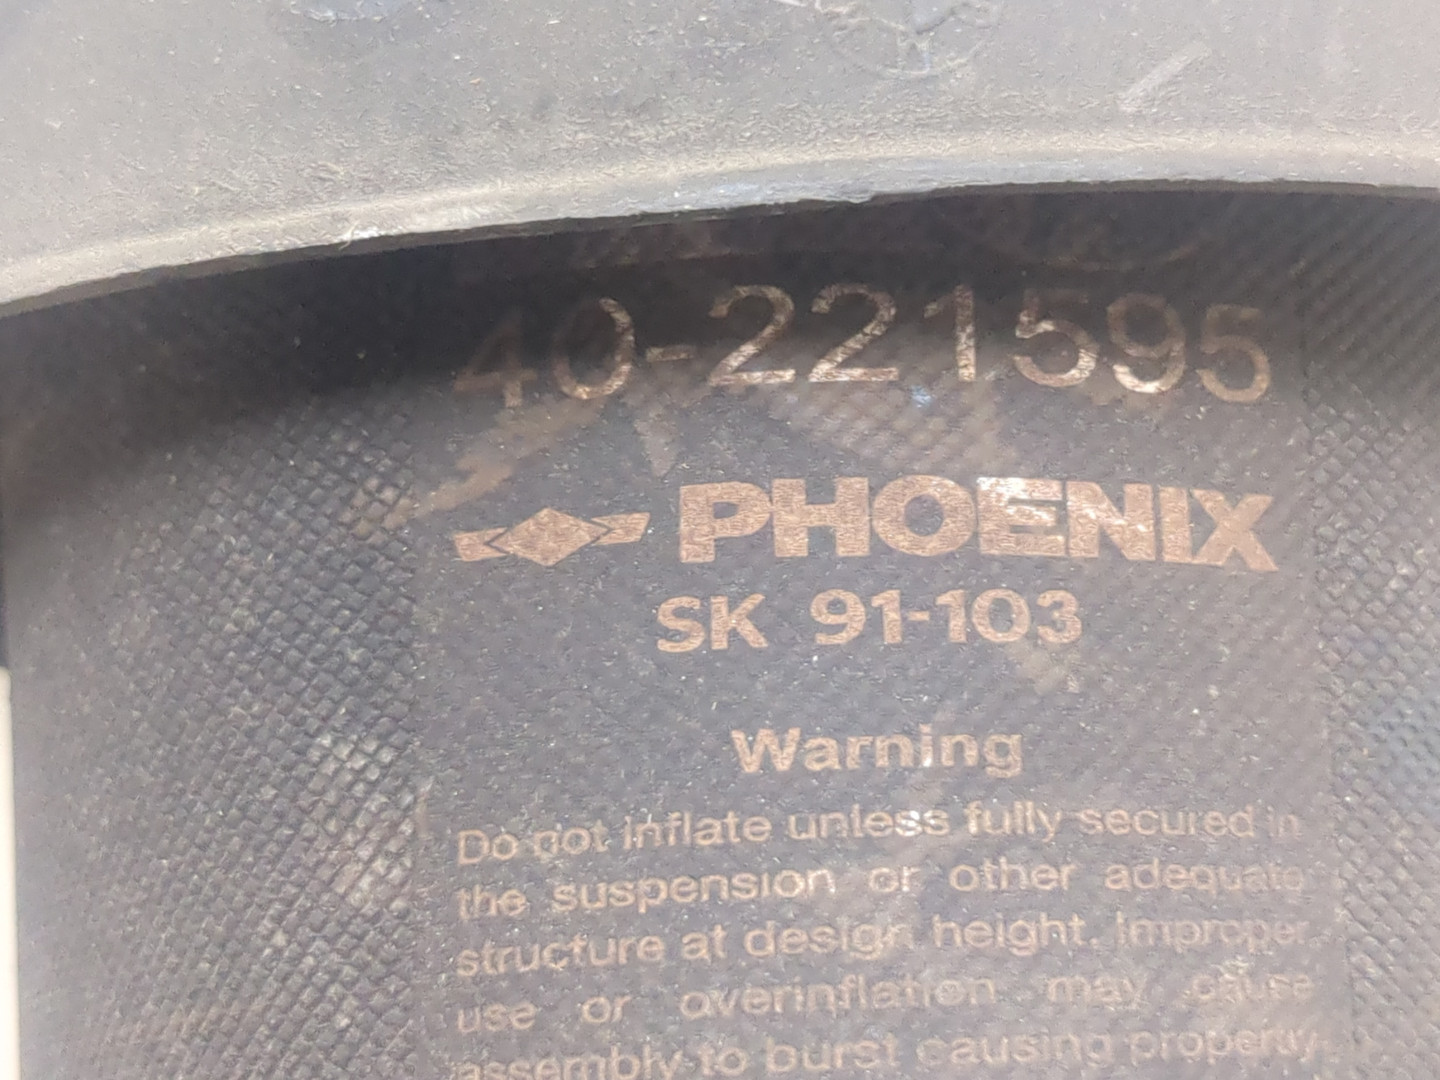 40-221595
PHOENIX
SK 91-103
Warning
Do not inflate unless fully secured in
the suspension or other adequate
structure at design height. Improper
use or overinflation may cause
assembly to burst causing property